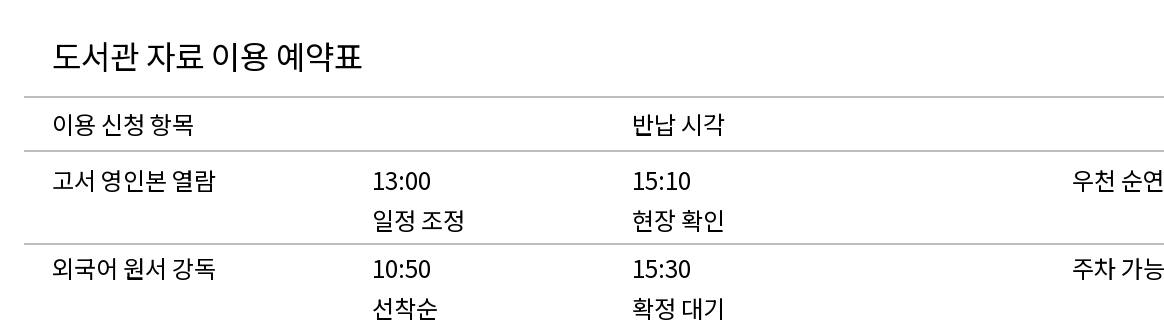 도서관 자료 이용 예약표
이용 신청 항목 반납 시각
고서 영인본 열람 13:00 15:10 우천 순연
일정 조정 현장 확인
외국어 원서 강독 10:50 15:30 주차 가능
선착순 확정 대기